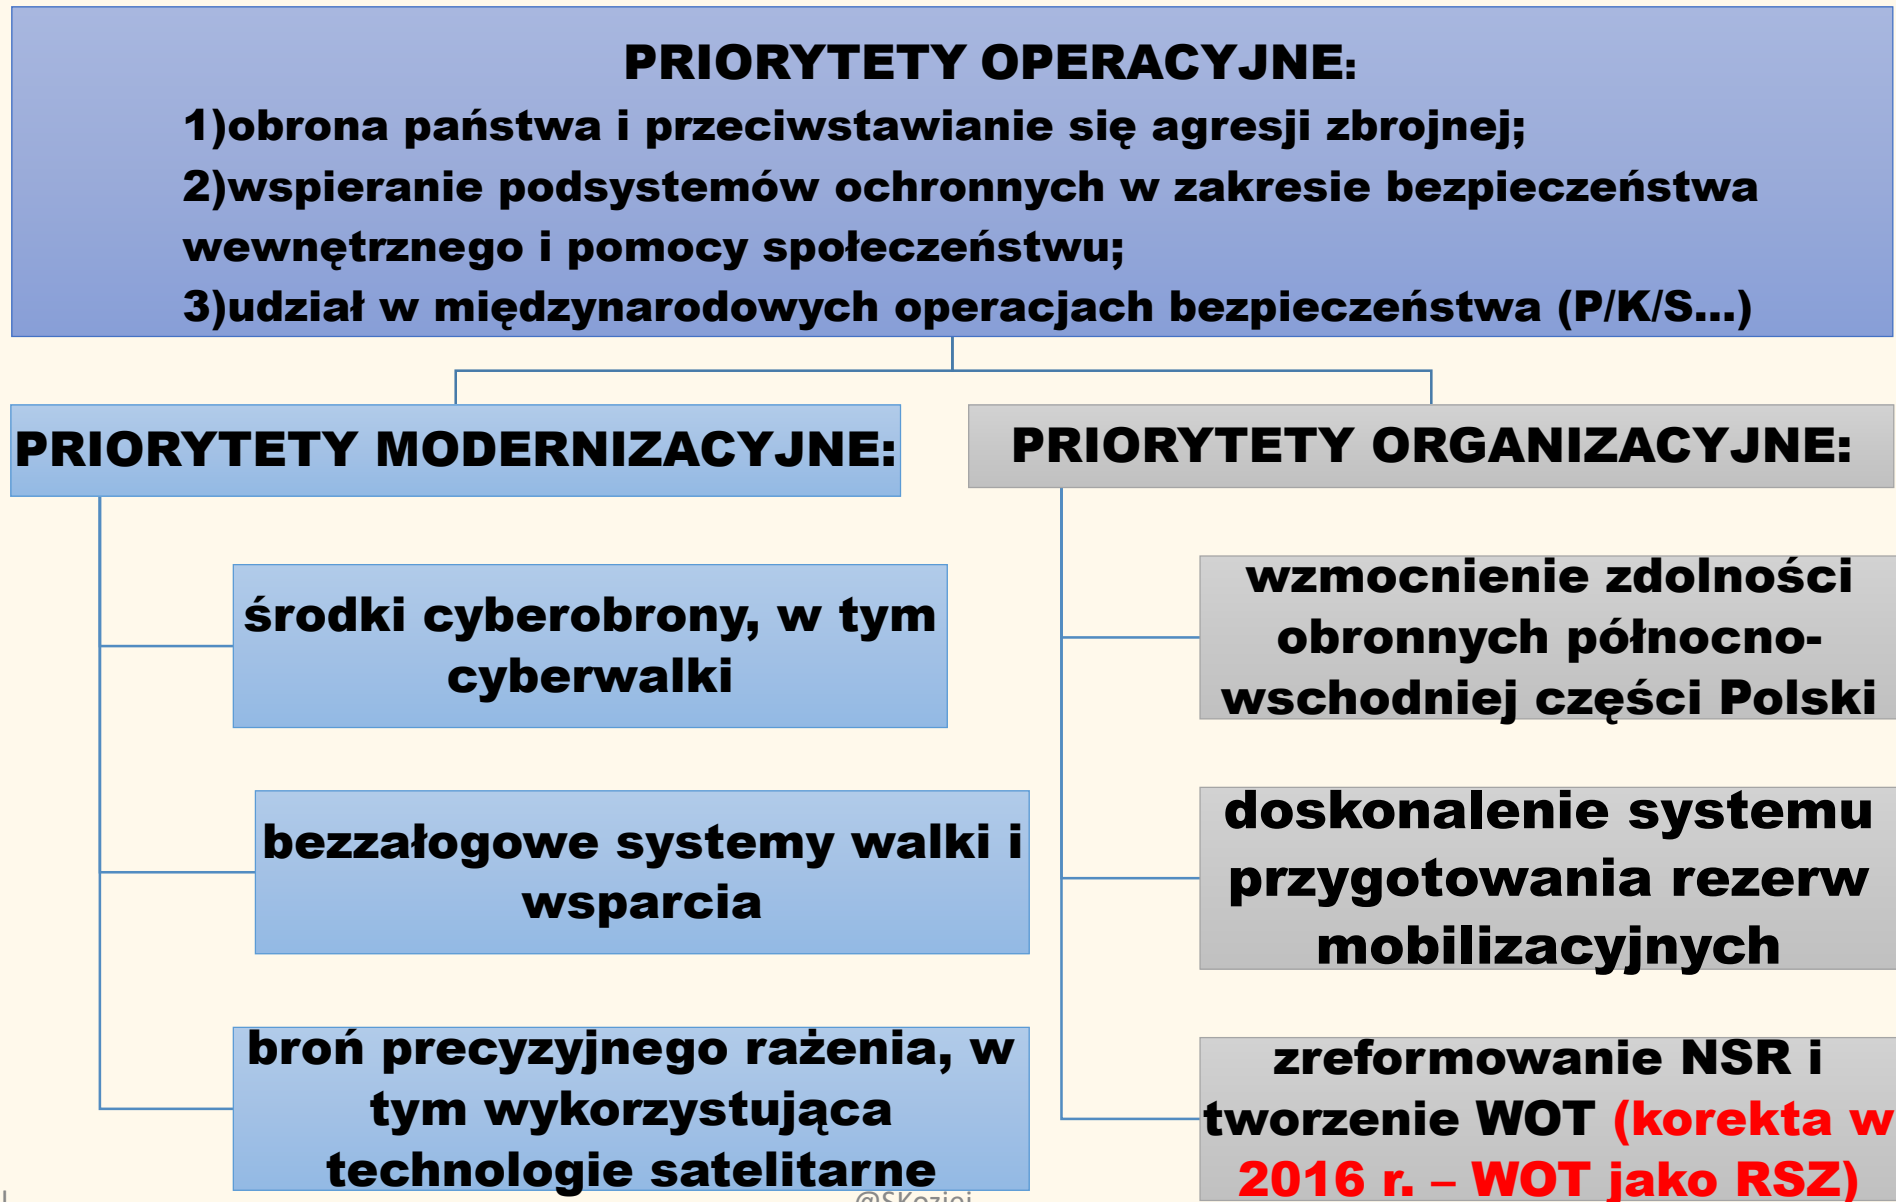 PRIORYTETY OPERACYJNE:
1)obrona państwa i przeciwstawianie się agresji zbrojnej;
2)wspieranie podsystemów ochronnych w zakresie bezpieczeństwa
wewnętrznego i pomocy społeczeństwu;
3)udział w międzynarodowych operacjach bezpieczeństwa (P/K/S...)
PRIORYTETY MODERNIZACYJNE:
środki cyberobrony, w tym
cyberwalki
bezzałogowe systemy walki i
wsparcia
broń precyzyjnego rażenia, w
tym wykorzystująca
technologie satelitarne
PRIORYTETY ORGANIZACYJNE:
wzmocnienie zdolności
obronnych północno-
wschodniej części Polski
doskonalenie systemu
przygotowania rezerw
mobilizacyjnych
zreformowanie NSR i
tworzenie WOT (korekta w
2016 r. – WOT jako RSZ)
@SKoziej